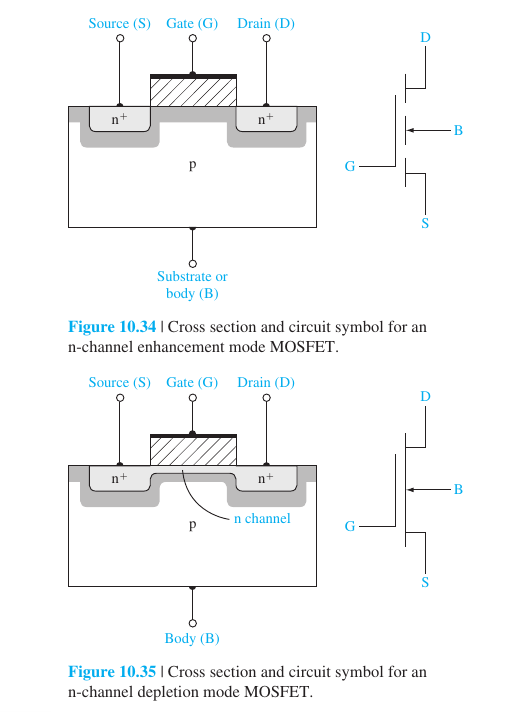 Source (S) Gate (G) Drain (D)
D
n+ n+
B
p
G
S
Substrate or
body (B)
Figure 10.34 | Cross section and circuit symbol for an
n-channel enhancement mode MOSFET.
Source (S) Gate (G) Drain (D)
D
n+ n+
B
n channel
p
G
S
Body (B)
Figure 10.35 | Cross section and circuit symbol for an
n-channel depletion mode MOSFET.